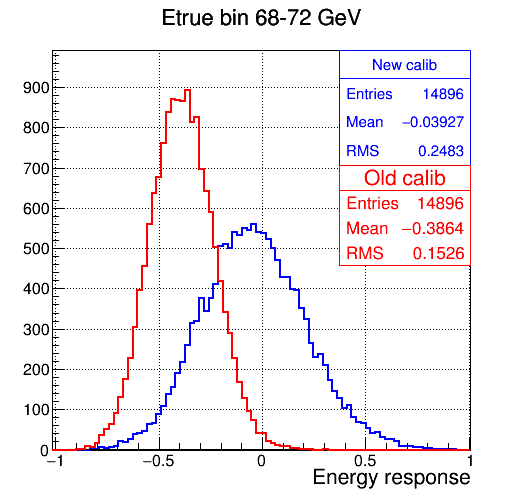 Etrue bin 68-72 GeV
New calib
Entries 14896
Mean −0.03927
RMS 0.2483
Old calib
Entries 14896
Mean −0.3864
RMS 0.1526
900
800
700
600
500
400
300
200
100
0
−1 −0.5 0 0.5 1
Energy response